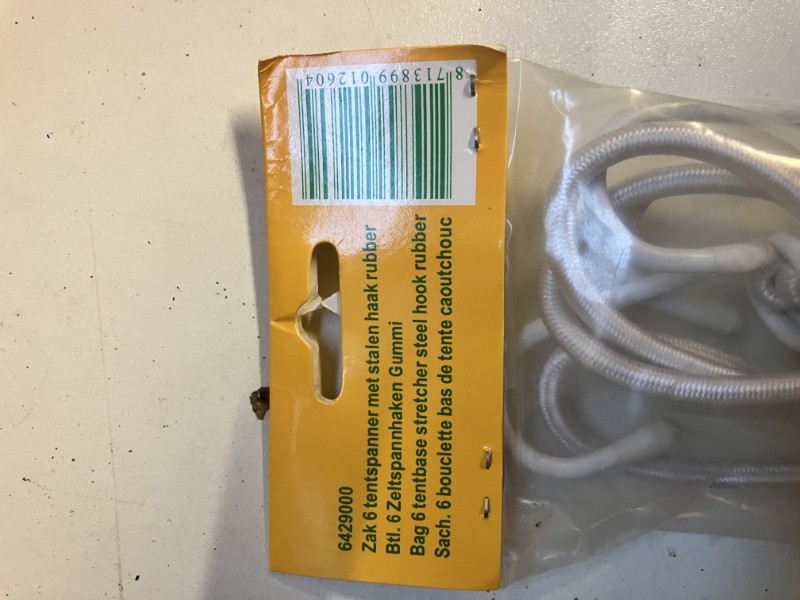 8 713899 012604
6429000
Zak 6 tentspanner met stalen haak rubber
Btl. 6 Zeltspannhaken Gummi
Bag 6 tentbase stretcher steel hook rubber
Sach. 6 bouclette bas de tente caoutchouc